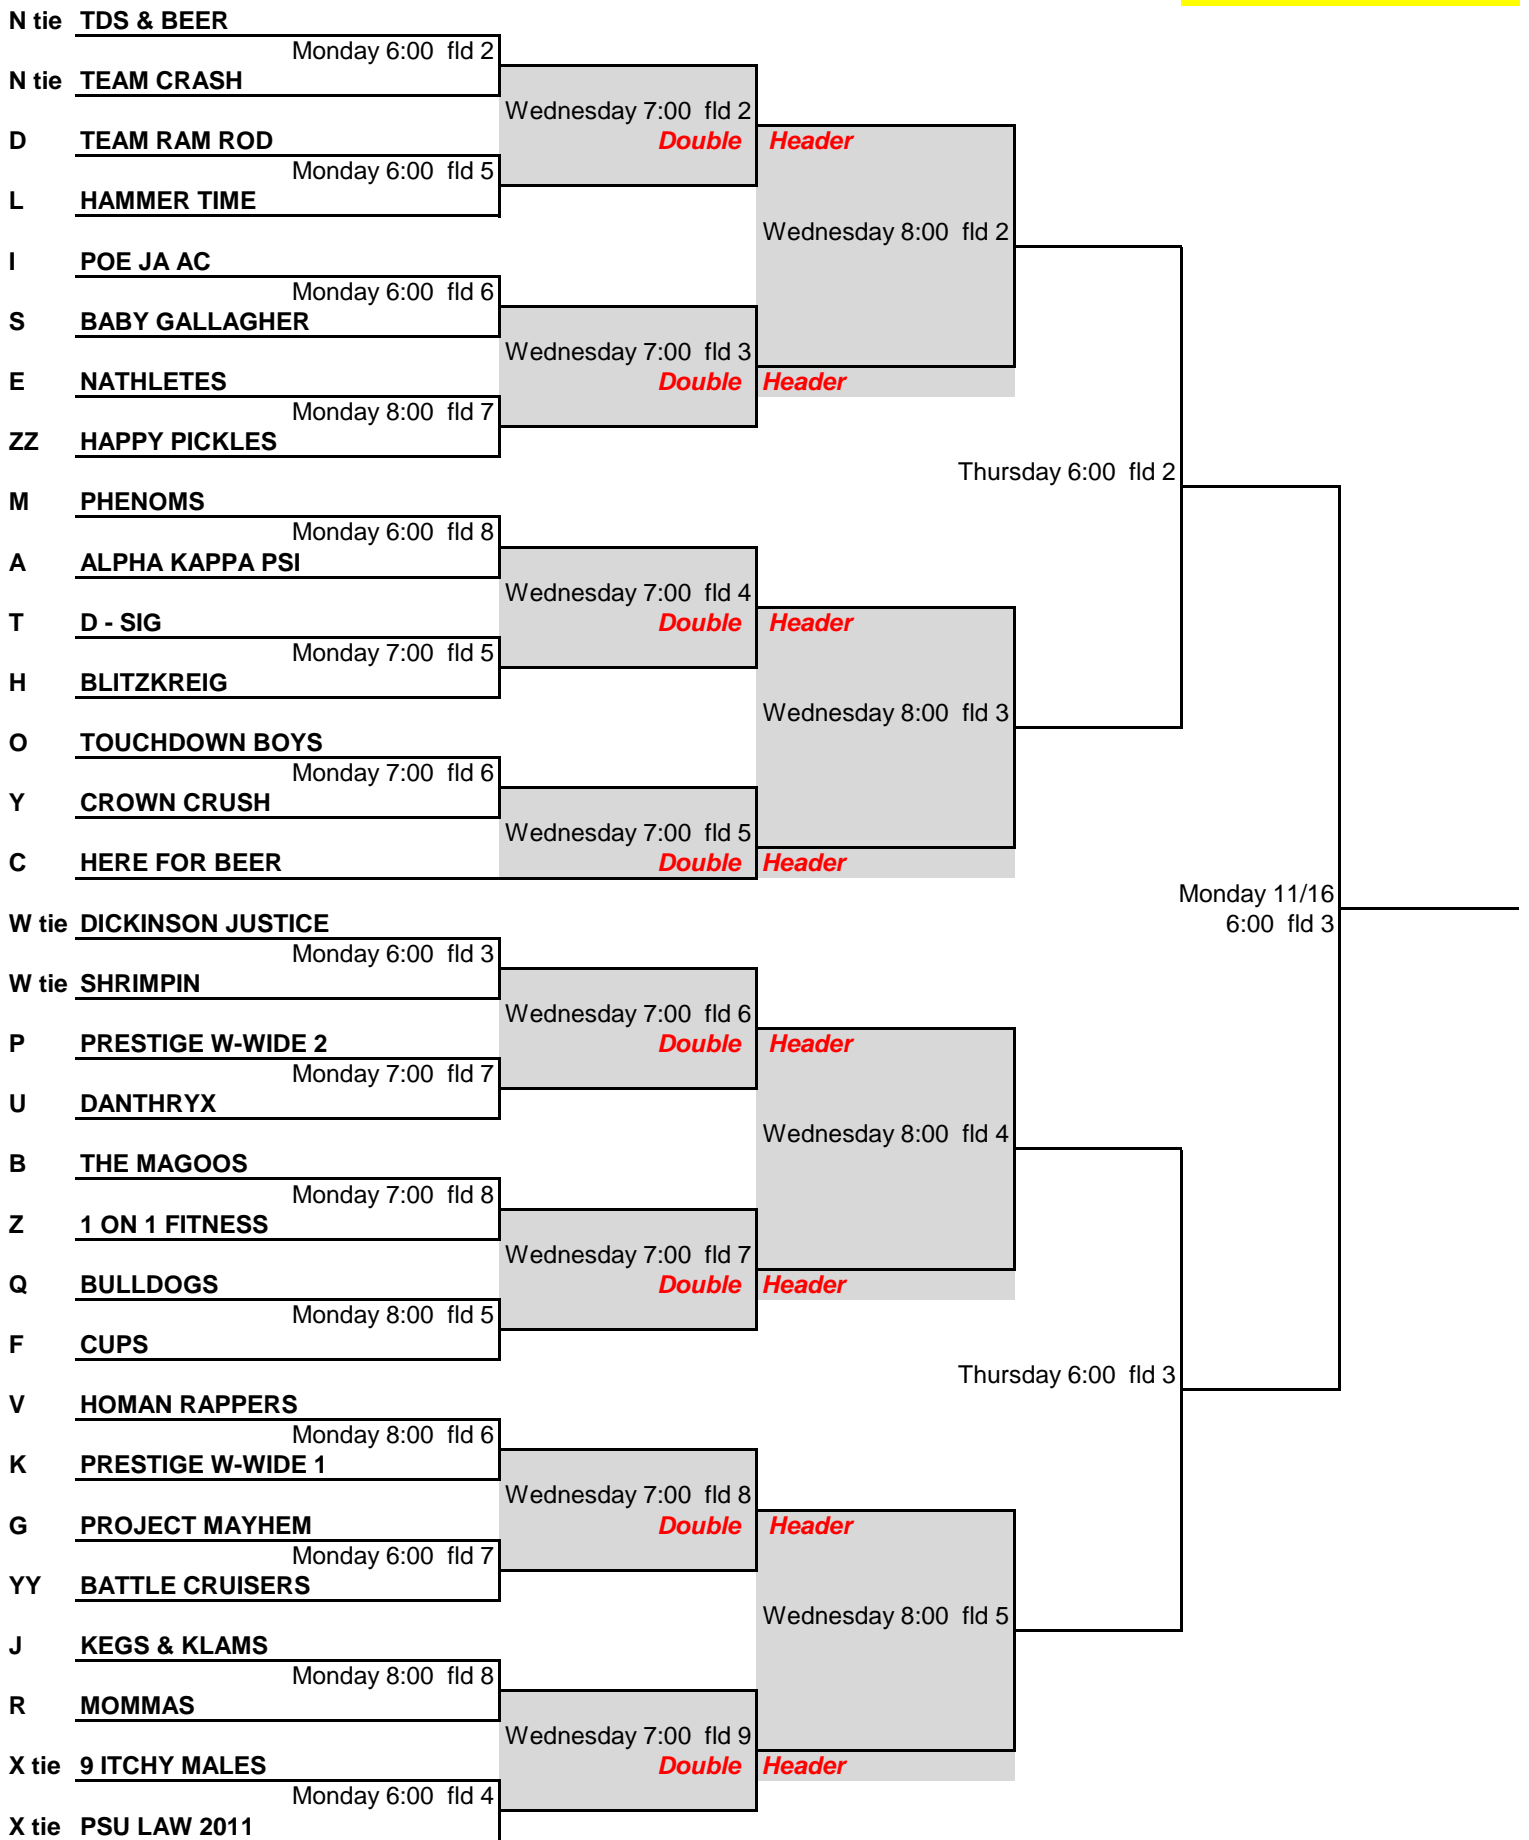 N tie TDS & BEER
Monday 6:00 fld 2
N tie TEAM CRASH
Wednesday 7:00 fld 2
D TEAM RAM ROD Double Header
Monday 6:00 fld 5
L HAMMER TIME
Wednesday 8:00 fld 2
I POE JA AC
Monday 6:00 fld 6
S BABY GALLAGHER
Wednesday 7:00 fld 3
E NATHLETES Double Header
Monday 8:00 fld 7
ZZ HAPPY PICKLES
Thursday 6:00 fld 2
M PHENOMS
Monday 6:00 fld 8
A ALPHA KAPPA PSI
Wednesday 7:00 fld 4
T D - SIG Double Header
Monday 7:00 fld 5
H BLITZKREIG
Wednesday 8:00 fld 3
O TOUCHDOWN BOYS
Monday 7:00 fld 6
Y CROWN CRUSH
Wednesday 7:00 fld 5
C HERE FOR BEER Double Header
Monday 11/16
W tie DICKINSON JUSTICE 6:00 fld 3
Monday 6:00 fld 3
W tie SHRIMPIN
Wednesday 7:00 fld 6
P PRESTIGE W-WIDE 2 Double Header
Monday 7:00 fld 7
U DANTHRYX
Wednesday 8:00 fld 4
B THE MAGOOS
Monday 7:00 fld 8
Z 1 ON 1 FITNESS
Wednesday 7:00 fld 7
Q BULLDOGS Double Header
Monday 8:00 fld 5
F CUPS
Thursday 6:00 fld 3
V HOMAN RAPPERS
Monday 8:00 fld 6
K PRESTIGE W-WIDE 1
Wednesday 7:00 fld 8
G PROJECT MAYHEM Double Header
Monday 6:00 fld 7
YY BATTLE CRUISERS
Wednesday 8:00 fld 5
J KEGS & KLAMS
Monday 8:00 fld 8
R MOMMAS
Wednesday 7:00 fld 9
X tie 9 ITCHY MALES Double Header
Monday 6:00 fld 4
X tie PSU LAW 2011